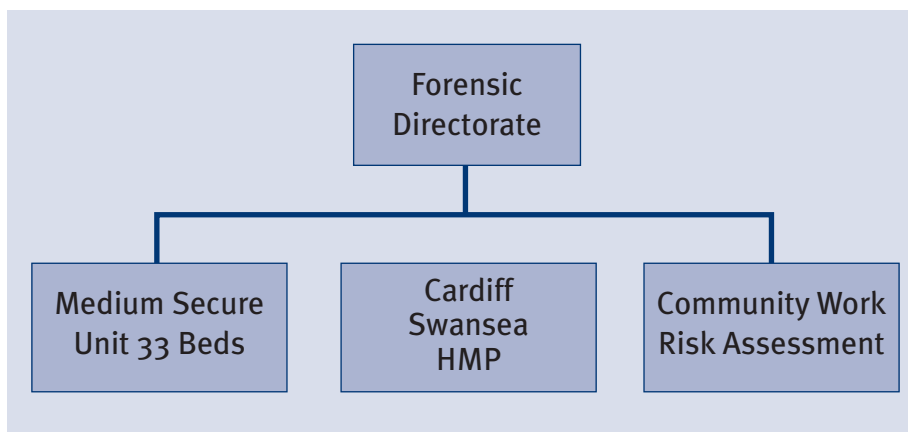 Forensic
Directorate
Medium Secure
Unit 33 Beds
Cardiff
Swansea
HMP
Community Work
Risk Assessment